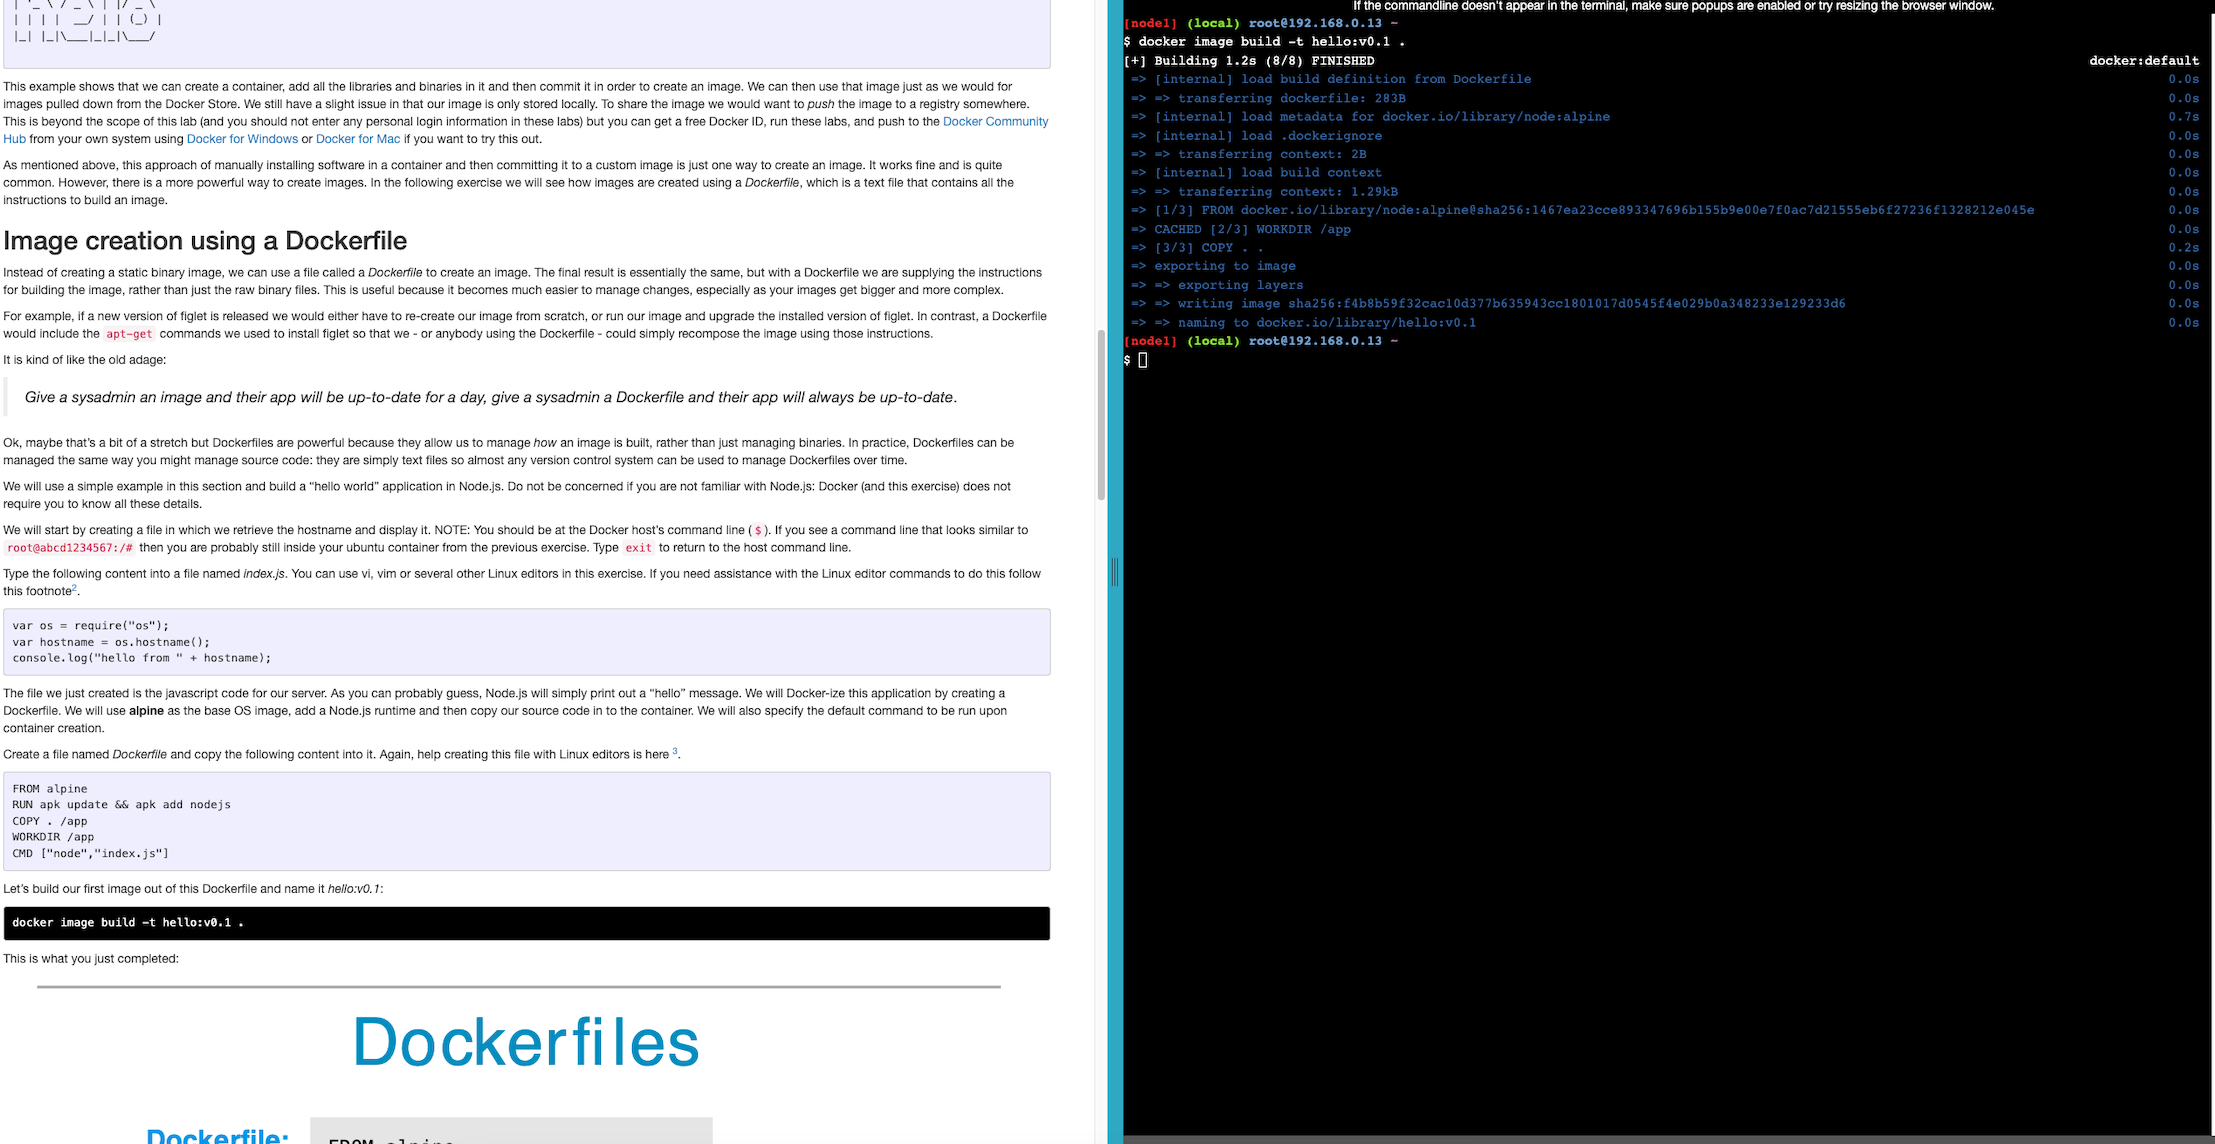 This example shows that we can create a container, add all the libraries and binaries in it and then commit it in order to create an image. We can then use that image just as we would for
images pulled down from the Docker Store. We still have a slight issue in that our image is only stored locally. To share the image we would want to push the image to a registry somewhere.
This is beyond the scope of this lab (and you should not enter any personal login information in these labs) but you can get a free Docker ID, run these labs, and push to the Docker Community
Hub from your own system using Docker for Windows or Docker for Mac if you want to try this out.
As mentioned above, this approach of manually installing software in a container and then committing it to a custom image is just one way to create an image. It works fine and is quite
common. However, there is a more powerful way to create images. In the following exercise we will see how images are created using a Dockerfile, which is a text file that contains all the
instructions to build an image.
Image creation using a Dockerfile
Instead of creating a static binary image, we can use a file called a Dockerfile to create an image. The final result is essentially the same, but with a Dockerfile we are supplying the instructions
for building the image, rather than just the raw binary files. This is useful because it becomes much easier to manage changes, especially as your images get bigger and more complex.
For example, if a new version of figlet is released we would either have to re-create our image from scratch, or run our image and upgrade the installed version of figlet. In contrast, a Dockerfile
would include the apt-get commands we used to install figlet so that we - or anybody using the Dockerfile - could simply recompose the image using those instructions.
It is kind of like the old adage:
Give a sysadmin an image and their app will be up-to-date for a day, give a sysadmin a Dockerfile and their app will always be up-to-date.
Ok, maybe that's a bit of a stretch but Dockerfiles are powerful because they allow us to manage how an image is built, rather than just managing binaries. In practice, Dockerfiles can be
managed the same way you might manage source code: they are simply text files so almost any version control system can be used to manage Dockerfiles over time.
We will use a simple example in this section and build a “hello world” application in Node.js. Do not be concerned if you are not familiar with Node.js: Docker (and this exercise) does not
require you to know all these details.
We will start by creating a file in which we retrieve the hostname and display it. NOTE: You should be at the Docker host's command line ( $ ). If you see a command line that looks similar to
root@abcd1234567:/# then you are probably still inside your ubuntu container from the previous exercise. Type exit to return to the host command line.
Type the following content into a file named index.js. You can use vi, vim or several other Linux editors in this exercise. If you need assistance with the Linux editor commands to do this follow
this footnote2.
var os = require("os");
var hostname = os.hostname();
console.log("hello from " + hostname);
The file we just created is the javascript code for our server. As you can probably guess, Node.js will simply print out a “hello” message. We will Docker-ize this application by creating a
Dockerfile. We will use alpine as the base OS image, add a Node.js runtime and then copy our source code in to the container. We will also specify the default command to be run upon
container creation.
Create a file named Dockerfile and copy the following content into it. Again, help creating this file with Linux editors is here 3.
FROM alpine
RUN apk update && apk add nodejs
COPY . /app
WORKDIR /app
CMD ["node","index.js"]
Let's build our first image out of this Dockerfile and name it hello:v0.1:
docker image build -t hello:v0.1 .
This is what you just completed:
Dockerfiles
Dockerfile:
FROM alpine
If the commandline doesn't appear in the terminal, make sure popups are enabled or try resizing the browser window.
[node1] (local) root@192.168.0.13 ~
$ docker image build -t hello:v0.1 .
[+] Building 1.2s (8/8) FINISHED docker:default
=> [internal] load build definition from Dockerfile 0.0s
=> => transferring dockerfile: 283B 0.0s
=> [internal] load metadata for docker.io/library/node:alpine 0.7s
=> [internal] load .dockerignore 0.0s
=> => transferring context: 2B 0.0s
=> [internal] load build context 0.0s
=> => transferring context: 1.29kB 0.0s
=> [1/3] FROM docker.io/library/node:alpine@sha256:1467ea23cce893347696b155b9e00e7f0ac7d21555eb6f27236f1328212e045e 0.0s
=> CACHED [2/3] WORKDIR /app 0.0s
=> [3/3] COPY . . 0.2s
=> exporting to image 0.0s
=> => exporting layers 0.0s
=> => writing image sha256:f4b8b59f32cac10d377b635943cc1801017d0545f4e029b0a348233e129233d6 0.0s
=> => naming to docker.io/library/hello:v0.1 0.0s
[node1] (local) root@192.168.0.13 ~
$